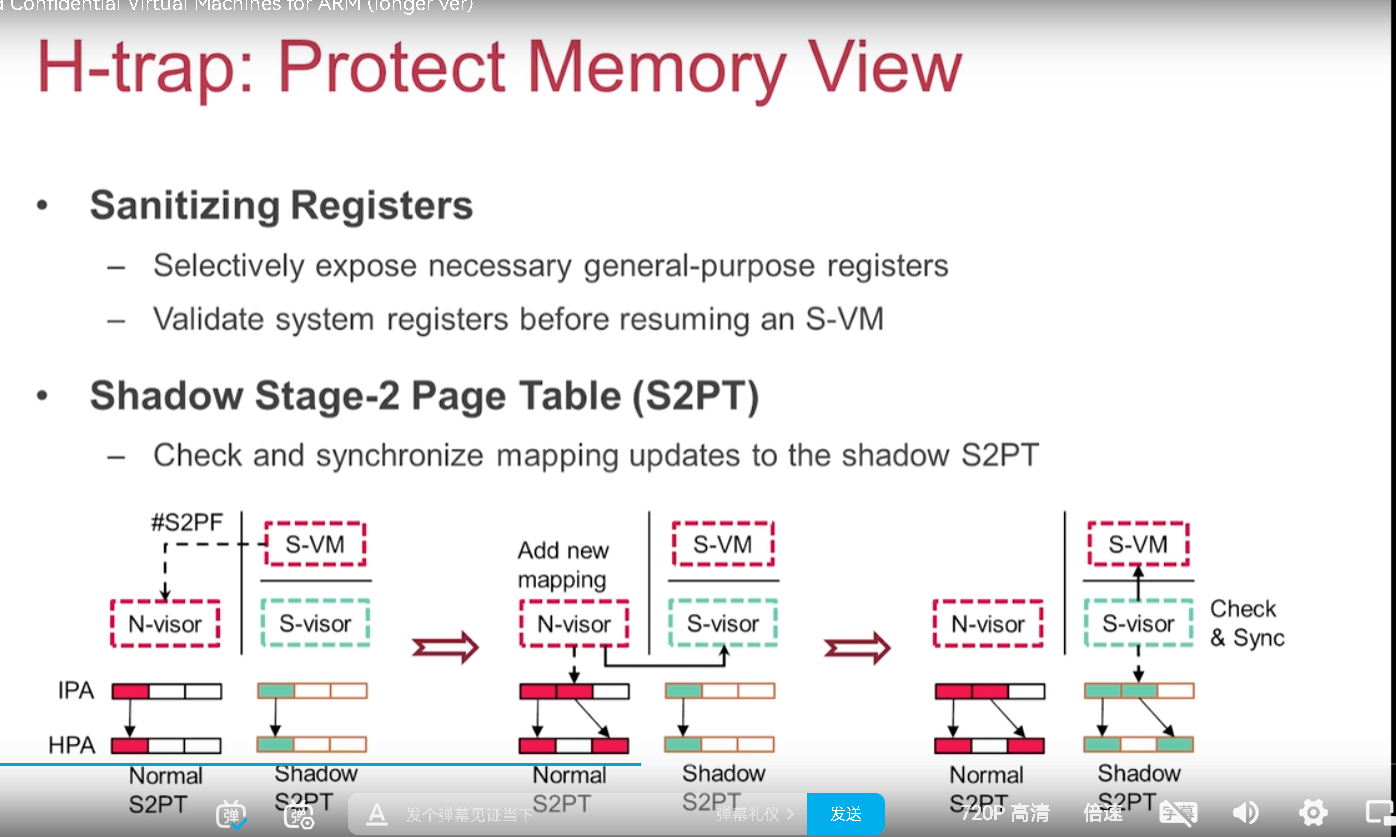 d Confidential Virtual Machines for ARM (longer ver)
H-trap: Protect Memory View
• Sanitizing Registers
– Selectively expose necessary general-purpose registers
– Validate system registers before resuming an S-VM
• Shadow Stage-2 Page Table (S2PT)
– Check and synchronize mapping updates to the shadow S2PT
#S2PF
S-VM
N-visor
S-visor
IPA
HPA
Normal
S2PT
Shadow
S2PT
Add new
mapping
S-VM
N-visor
S-visor
Normal
S2PT
Shadow
S2PT
S-VM
N-visor
S-visor
Check
& Sync
Normal
S2PT
Shadow
S2PT
弹
弹
A
发个弹幕见证当下
弹幕礼仪 >
发送
720P 高清
倍速
字幕